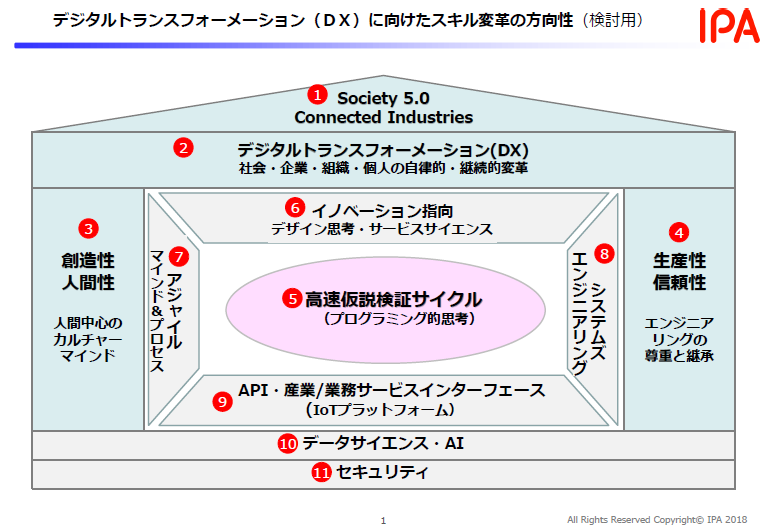 デジタルトランスフォーメーション（DX）に向けたスキル変革の方向性（検討用）
IPA
1
Society 5.0
Connected Industries
2
デジタルトランスフォーメーション(DX)
社会・企業・組織・個人の自律的・継続的変革
3
創造性
人間性
人間中心の
カルチャー
マインド
7
アジャイル
マインド&プロセス
6
イノベーション指向
デザイン思考・サービスサイエンス
5
高速仮説検証サイクル
（プログラミング的思考）
8
システムズ
エンジニアリング
4
生産性
信頼性
エンジニア
リングの
尊重と継承
9
API・産業/業務サービスインターフェース
（IoTプラットフォーム）
10
データサイエンス・AI
11
セキュリティ
1
All Rights Reserved Copyright© IPA 2018